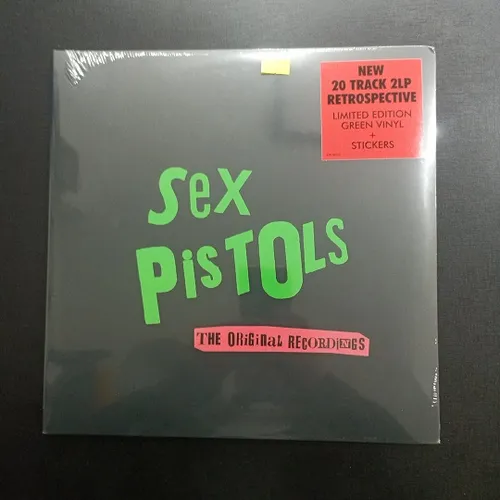 NEW
20 TRACK 2LP
RETROSPECTIVE
LIMITED EDITION
GREEN VINYL
+
STICKERS
SeX
PiSTOLS
THE ORiGiNaL RECORDINGS